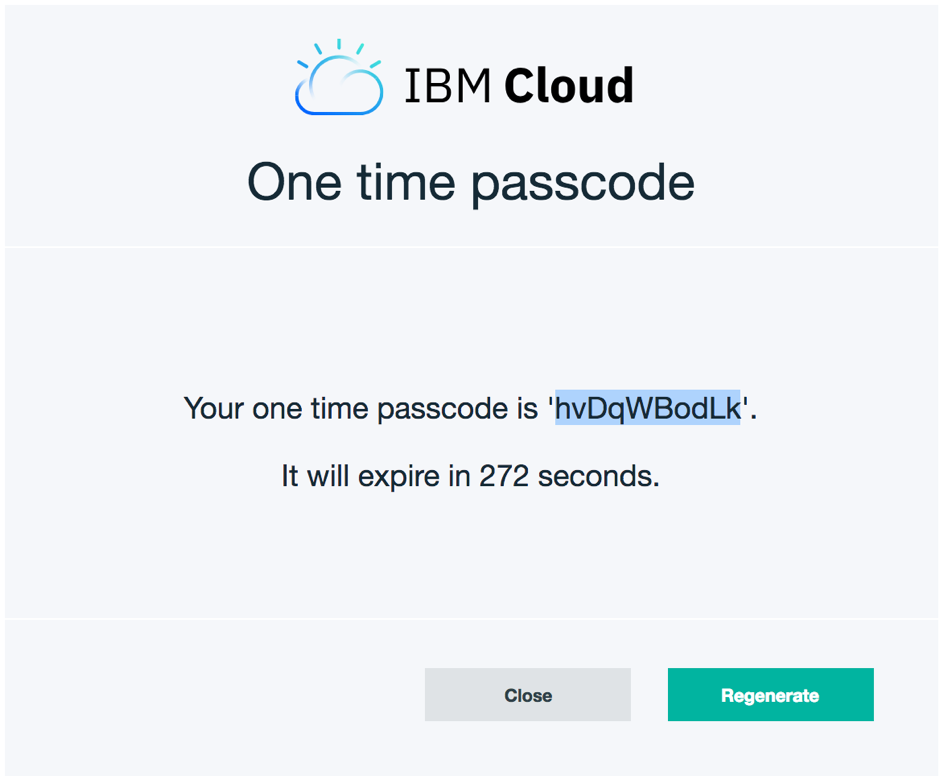 IBM Cloud
One time passcode
Your one time passcode is 'hvDqWBodLk'.
It will expire in 272 seconds.
Close
Regenerate